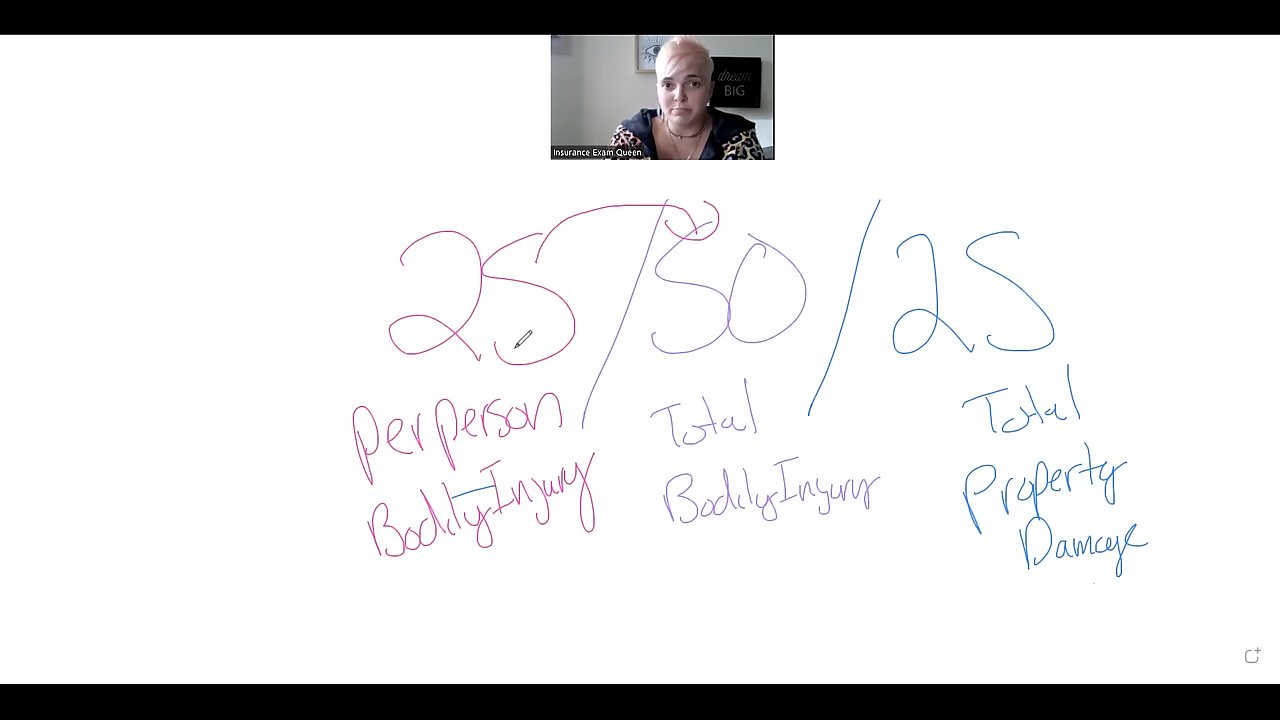 dream
BIG
Insurance Exam Queen
25/50/25
per person
Bodily Injury
Total
Bodily Injury
Total
Property
Damage